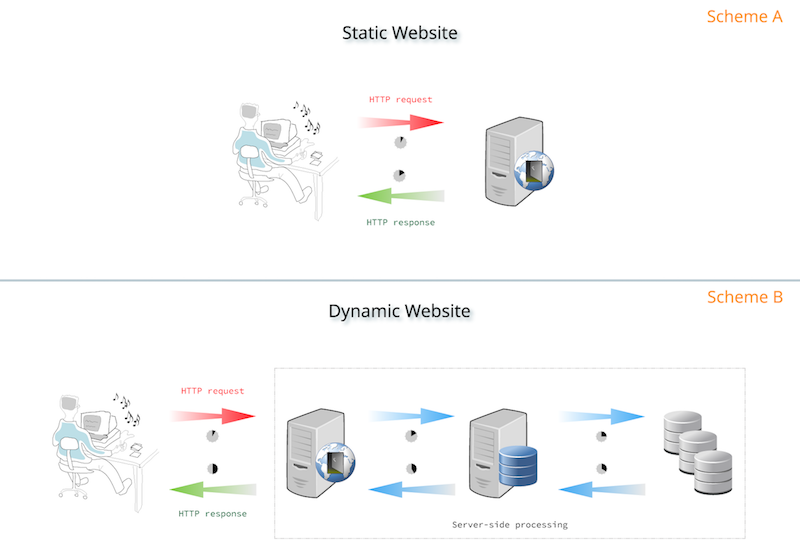 Scheme A
Static Website
HTTP request
HTTP response
Scheme B
Dynamic Website
HTTP request
HTTP response
Server-side processing